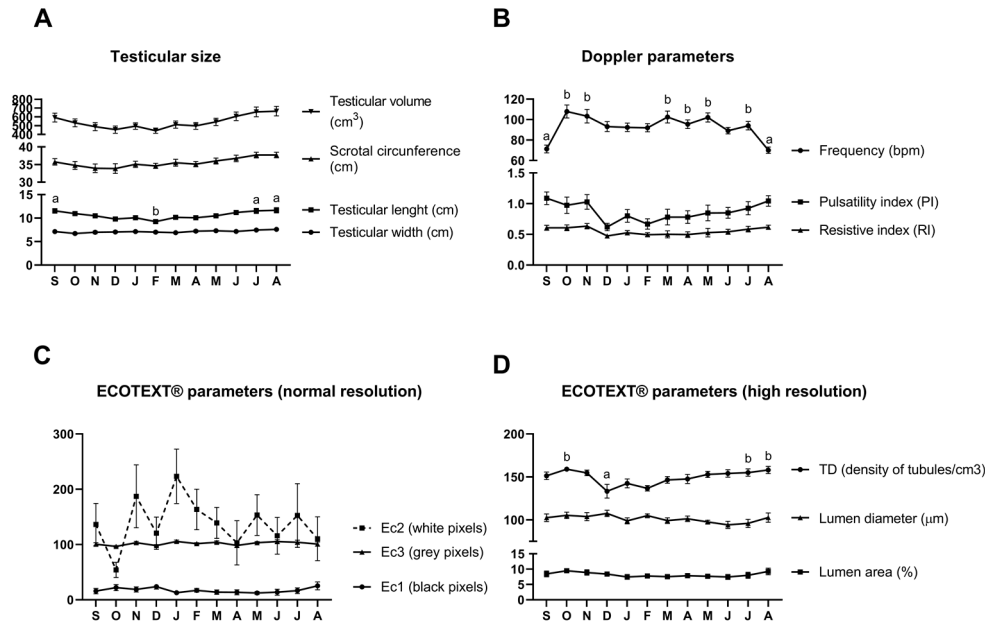 A
Testicular size
800
700
600
500
400
40
35
30
15
10
5
0
a b a a
S O N D J F M A M J J A
Testicular volume
(cm3)
Scrotal circunference
(cm)
Testicular lenght (cm)
Testicular width (cm)
B
Doppler parameters
120
100
80
60
1.5
1.0
0.5
0.0
a b b b b b b a
S O N D J F M A M J J A
Frequency (bpm)
Pulsatility index (PI)
Resistive index (RI)
C
ECOTEXT® parameters (normal resolution)
300
200
100
0
S O N D J F M A M J J A
Ec2 (white pixels)
Ec3 (grey pixels)
Ec1 (black pixels)
D
ECOTEXT® parameters (high resolution)
200
150
100
15
10
5
0
b a b b
S O N D J F M A M J J A
TD (density of tubules/cm3)
Lumen diameter (µm)
Lumen area (%)